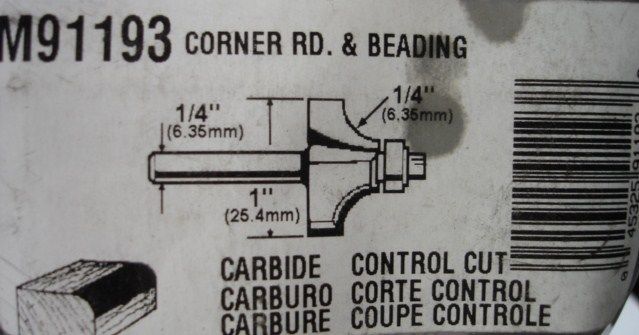 M91193 CORNER RD. & BEADING
1/4"
(6.35mm)
1/4"
(6.35mm)
1"
(25.4mm)
CARBIDE CONTROL CUT
CARBURO CORTE CONTROL
CARBURE COUPE CONTROLE